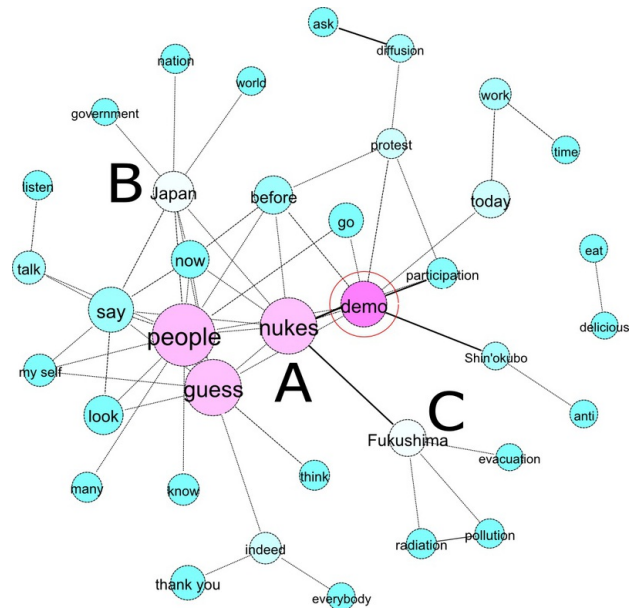 ask
diffusion
nation
world
work
government
time
protest
listen
B
Japan
before
today
go
now
eat
talk
participation
say
demo
nukes
people
delicious
Shin'okubo
my self
A
guess
look
C
anti
Fukushima
evacuation
think
many
know
pollution
radiation
indeed
thank you
everybody